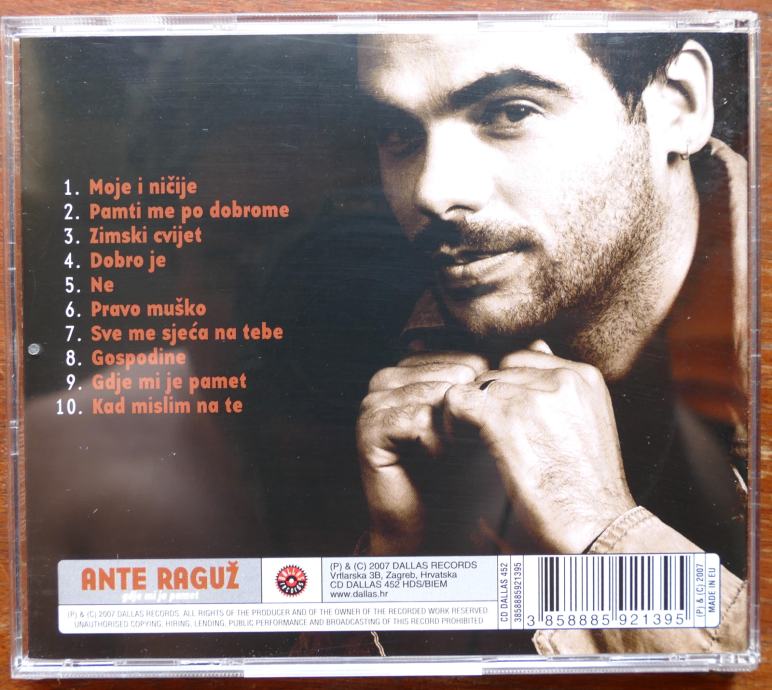 1. Moje i ničije
2. Pamti me po dobrome
3. Zimski cvijet
4. Dobro je
5. Ne
6. Pravo muško
7. Sve me sjeća na tebe
8. Gospodine
9. Gdje mi je pamet
10. Kad mislim na te
ANTE RAGUŽ
gdje mi je pamet
(P) & (C) 2007 DALLAS RECORDS
Vrtlarska 3B, Zagreb, Hrvatska
CD DALLAS 452 HDS/BIEM
www.dallas.hr
(P) & (C) 2007 DALLAS RECORDS. ALL RIGHTS OF THE PRODUCER AND OF THE OWNER OF THE RECORDED WORK RESERVED
UNAUTHORISED COPYING, HIRING, LENDING, PUBLIC PERFORMANCE AND BROADCASTING OF THIS RECORD PROHIBITED
CD DALLAS 452
3858885921395
3 858885 921395
(P) & (C) 2007
MADE IN EU